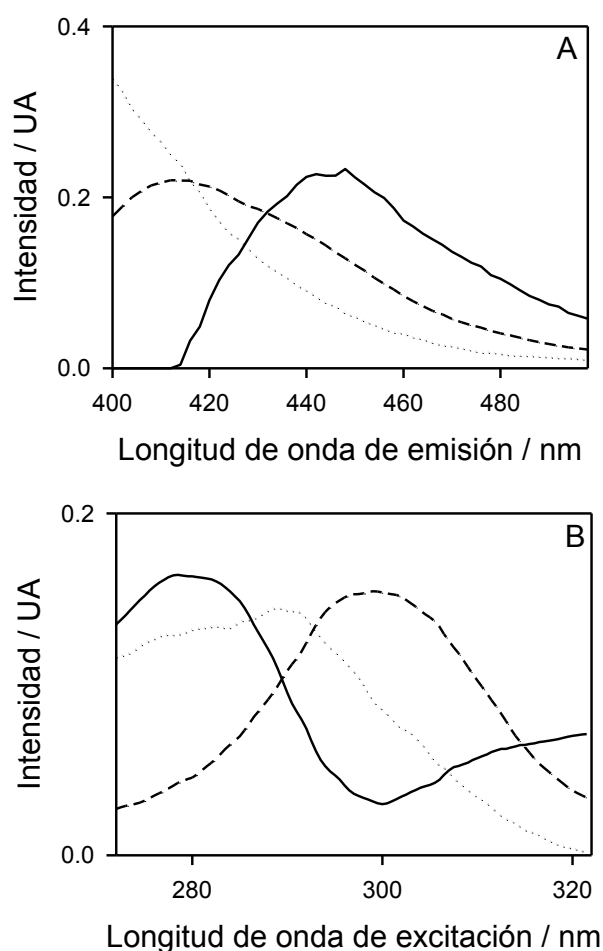 A
Intensidad / UA
0.4
0.2
0.0
400 420 440 460 480
Longitud de onda de emisión / nm
B
Intensidad / UA
0.2
0.0
280 300 320
Longitud de onda de excitación / nm